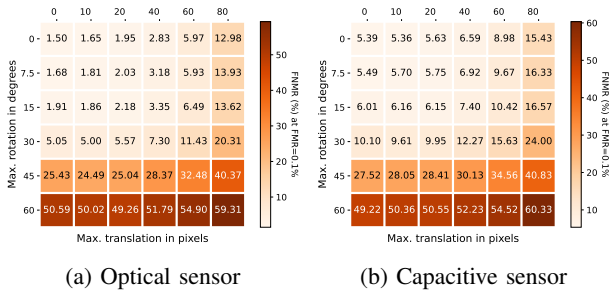 0 10 20 40 60 80
0 1.50 1.65 1.95 2.83 5.97 12.98
7.5 1.68 1.81 2.03 3.18 5.93 13.93
15 1.91 1.86 2.18 3.35 6.49 13.62
30 5.05 5.00 5.57 7.30 11.43 20.31
45 25.43 24.49 25.04 28.37 32.48 40.37
60 50.59 50.02 49.26 51.79 54.90 59.31
Max. rotation in degrees
Max. translation in pixels
50
40
30
20
10
FNMR (%) at FMR=0.1%
(a) Optical sensor
0 10 20 40 60 80
0 5.39 5.36 5.63 6.59 8.98 15.43
7.5 5.49 5.70 5.75 6.92 9.67 16.33
15 6.01 6.16 6.15 7.40 10.42 16.57
30 10.10 9.61 9.95 12.27 15.63 24.00
45 27.52 28.05 28.41 30.13 34.56 40.83
60 49.22 50.36 50.55 52.23 54.52 60.33
Max. rotation in degrees
Max. translation in pixels
60
50
40
30
20
10
FNMR (%) at FMR=0.1%
(b) Capacitive sensor